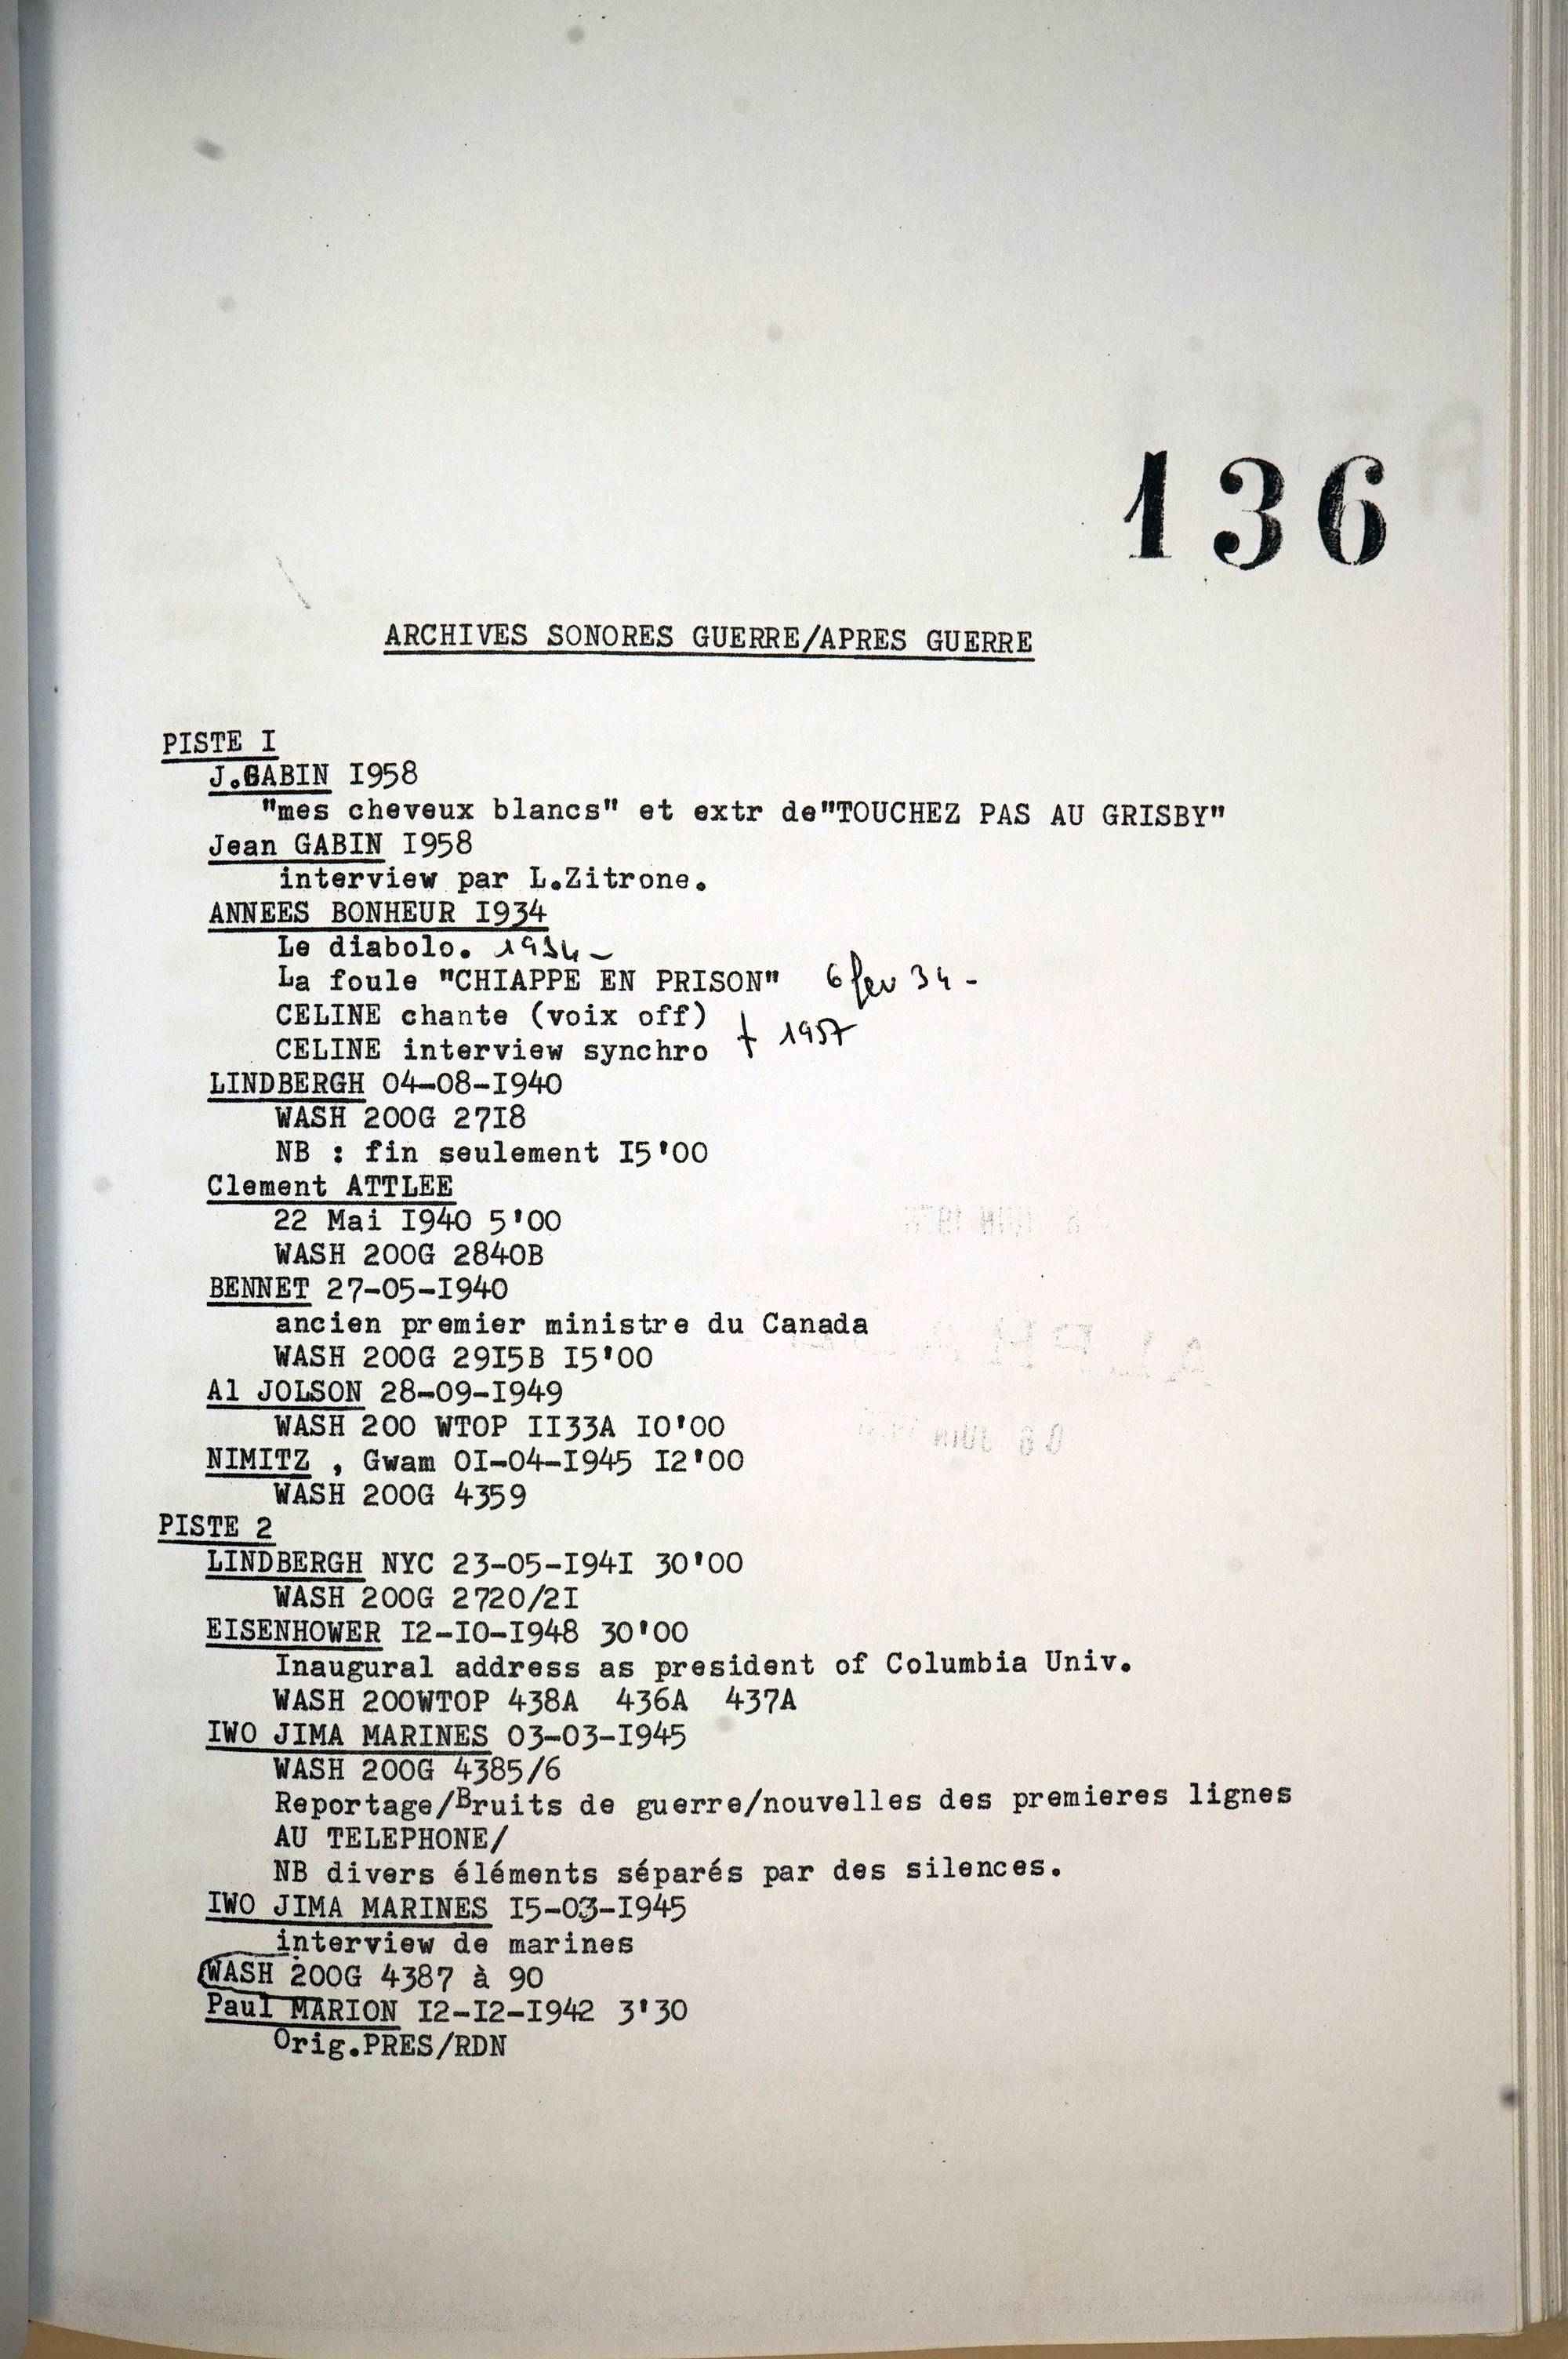 136
ARCHIVES SONORES GUERRE/APRES GUERRE
PISTE I
J.GABIN I958
"mes cheveux blancs" et extr de"TOUCHEZ PAS AU GRISBY"
Jean GABIN I958
interview par L.Zitrone.
ANNEES BONHEUR I934
Le diabolo. 1934 -
La foule "CHIAPPE EN PRISON" 6 fev 34 -
CELINE chante (voix off)
CELINE interview synchro } 1957
LINDBERGH 04-08-I940
WASH 200G 27I8
NB : fin seulement I5'00
Clement ATTLEE
22 Mai I940 5'00
WASH 200G 2840B
BENNET 27-05-I940
ancien premier ministre du Canada
WASH 200G 29I5B I5'00
Al JOLSON 28-09-I949
WASH 200 WTOP II33A I0'00
NIMITZ , Gwam 0I-04-I945 I2'00
WASH 200G 4359
PISTE 2
LINDBERGH NYC 23-05-I94I 30'00
WASH 200G 2720/2I
EISENHOWER I2-I0-I948 30'00
Inaugural address as president of Columbia Univ.
WASH 200WTOP 438A 436A 437A
IWO JIMA MARINES 03-03-I945
WASH 200G 4385/6
Reportage/Bruits de guerre/nouvelles des premieres lignes
AU TELEPHONE/
NB divers éléments séparés par des silences.
IWO JIMA MARINES I5-03-I945
interview de marines
WASH 200G 4387 à 90
Paul MARION I2-I2-I942 3'30
Orig.PRES/RDN